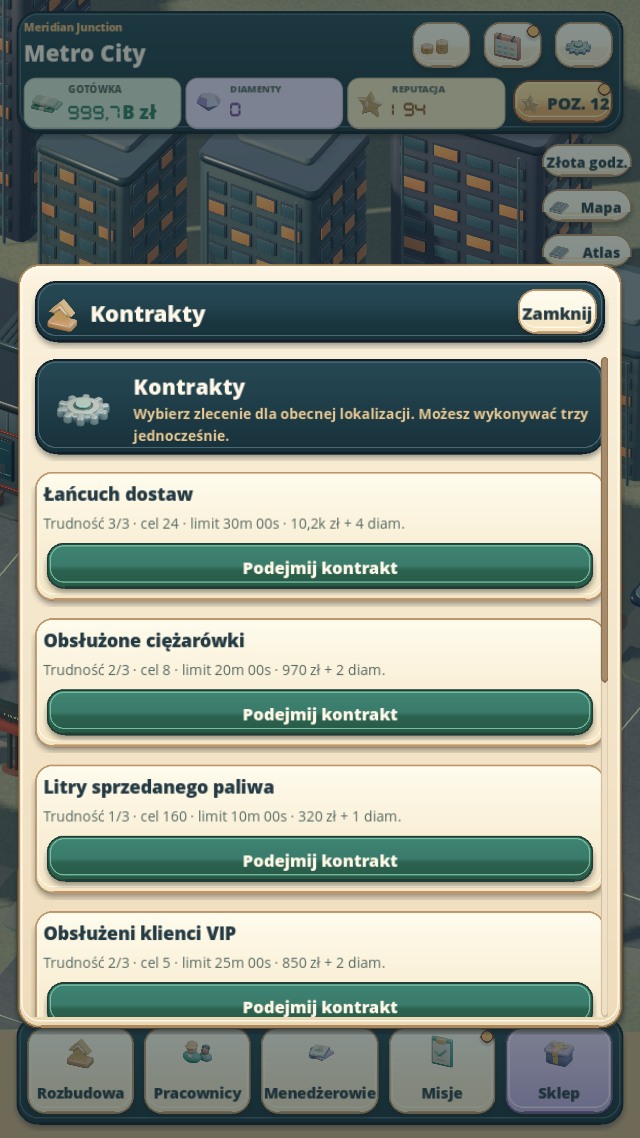 Meridian Junction
Metro City
GOTÓWKA
999,7B zł
DIAMENTY
0
REPUTACJA
194
POZ. 12
Złota godz.
Mapa
Atlas
Kontrakty
Zamknij
Kontrakty
Wybierz zlecenie dla obecnej lokalizacji. Możesz wykonywać trzy
jednocześnie.
Łańcuch dostaw
Trudność 3/3 · cel 24 · limit 30m 00s · 10,2k zł + 4 diam.
Podejmij kontrakt
Obsłużone ciężarówki
Trudność 2/3 · cel 8 · limit 20m 00s · 970 zł + 2 diam.
Podejmij kontrakt
Litry sprzedanego paliwa
Trudność 1/3 · cel 160 · limit 10m 00s · 320 zł + 1 diam.
Podejmij kontrakt
Obsłużeni klienci VIP
Trudność 2/3 · cel 5 · limit 25m 00s · 850 zł + 2 diam.
Podejmij kontrakt
Rozbudowa
Pracownicy
Menedżerowie
Misje
Sklep